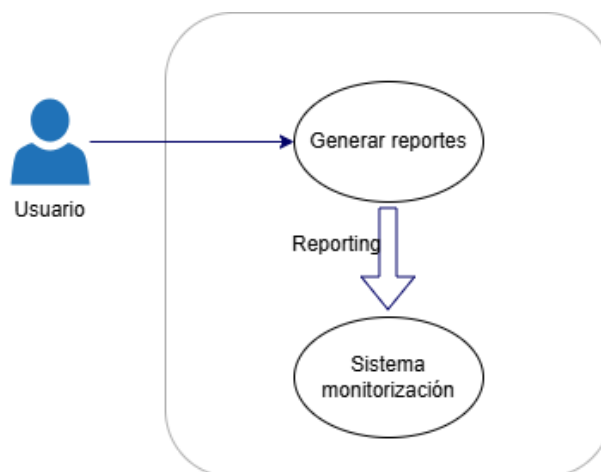 Generar reportes
Usuario
Reporting
Sistema
monitorización